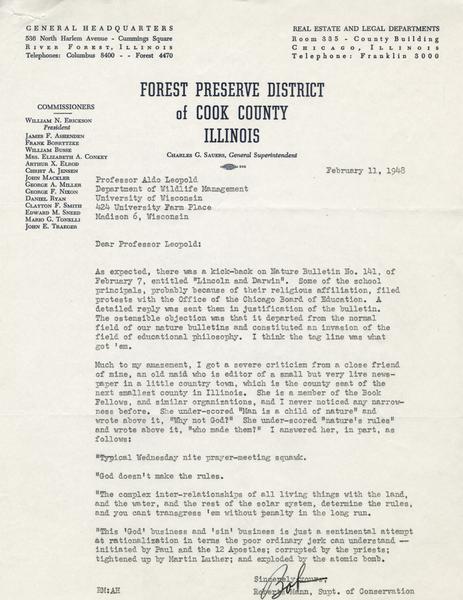 GENERAL HEADQUARTERS
536 North Harlem Avenue - Cummings Square
RIVER FOREST, ILLINOIS
Telephones: Columbus 8400 -- Forest 4470
REAL ESTATE AND LEGAL DEPARTMENTS
Room 335 - County Building
CHICAGO, ILLINOIS
Telephone: Franklin 3000
FOREST PRESERVE DISTRICT
of COOK COUNTY
ILLINOIS
CHARLES G. SAUERS, General Superintendent
COMMISSIONERS
WILLIAM N. ERICKSON
President
JAMES F. ASHENDEN
FRANK BOBRYTZKE
WILLIAM BUSSE
MRS. ELIZABETH A. CONKEY
ARTHUR X. ELROD
CHRIST A. JENSEN
JOHN MACKLER
GEORGE A. MILLER
GEORGE F. NIXON
DANIEL RYAN
CLAYTON F. SMITH
EDWARD M. SNEED
MARIO G. TONELLI
JOHN E. TRAEGER
February 11, 1948
Professor Aldo Leopold
Department of Wildlife Management
University of Wisconsin
424 University Farm Place
Madison 6, Wisconsin
Dear Professor Leopold:
As expected, there was a kick-back on Nature Bulletin No. 141, of
February 7, entitled "Lincoln and Darwin". Some of the school
principals, probably because of their religious affiliation, filed
protests with the Office of the Chicago Board of Education. A
detailed reply was sent them in justification of the bulletin.
The ostensible objection was that it departed from the normal
field of our nature bulletins and constituted an invasion of the
field of educational philosophy. I think the tag line was what
got 'em.
Much to my amazement, I got a severe criticism from a close friend
of mine, an old maid who is editor of a small but very live news-
paper in a little country town, which is the county seat of the
next smallest county in Illinois. She is a member of the Book
Fellows, and similar organizations, and I never noticed any narrow-
ness before. She under-scored "Man is a child of nature" and
wrote above it, "Why not God?" She under-scored "nature's rules"
and wrote above it, "who made them?" I answered her, in part, as
follows:
"Typical Wednesday nite prayer-meeting squawk.
"God doesn't make the rules.
"The complex inter-relationships of all living things with the land,
and the water, and the rest of the solar system, determine the rules,
and you cant transgress 'em without penalty in the long run.
"This 'God' business and 'sin' business is just a sentimental attempt
at rationalization in terms the poor ordinary jerk can understand --
initiated by Paul and the 12 Apostles; corrupted by the priests;
tightened up by Martin Luther; and exploded by the atomic bomb.
Sincerely yours,
Bob
RM:AH
Roberts Mann, Supt. of Conservation